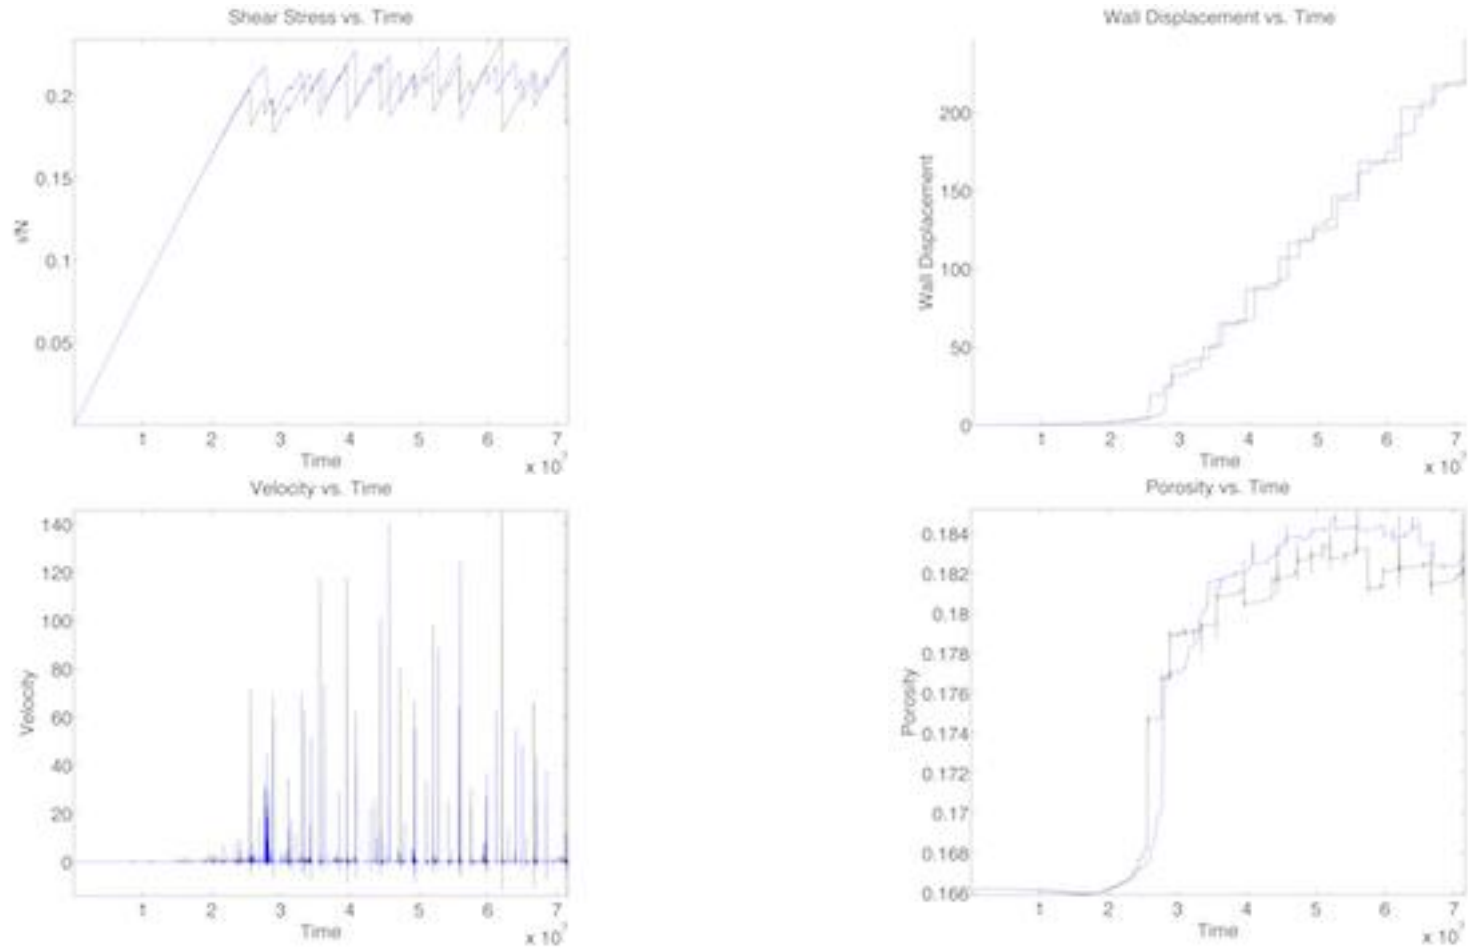 Shear Stress vs. Time
0.2
0.15
0.1
0.05
1 2 3 4 5 6 7
Time
x 10⁷
Wall Displacement vs. Time
Wall Displacement
200
150
100
50
0
1 2 3 4 5 6 7
Time
x 10⁷
Velocity vs. Time
Velocity
140
120
100
80
60
40
20
0
1 2 3 4 5 6 7
Time
x 10⁷
Porosity vs. Time
Porosity
0.184
0.182
0.18
0.178
0.176
0.174
0.172
0.17
0.168
0.166
1 2 3 4 5 6 7
Time
x 10⁷